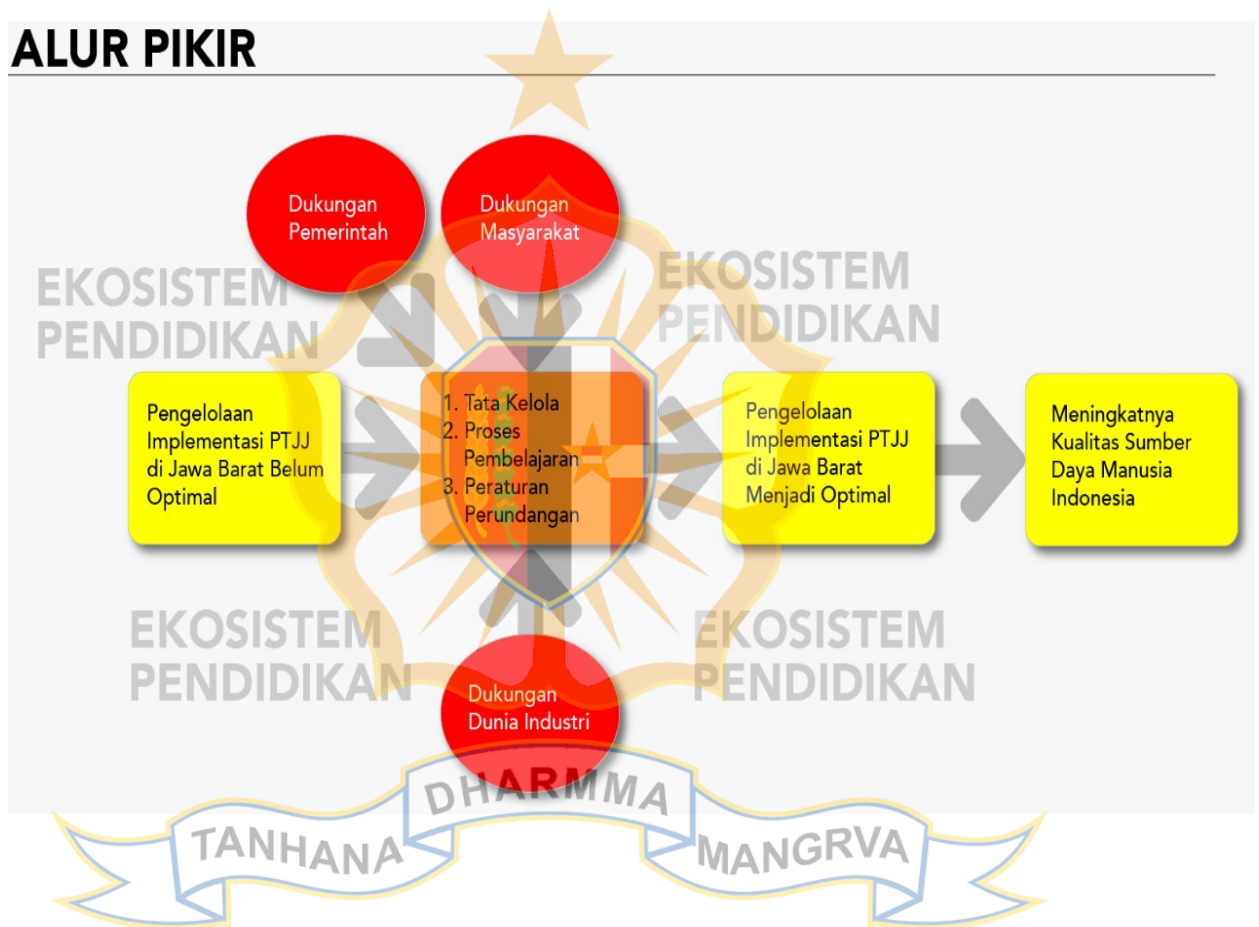 ALUR PIKIR
Dukungan
Pemerintah
Dukungan
Masyarakat
EKOSISTEM
PENDIDIKAN
EKOSISTEM
PENDIDIKAN
Pengelolaan
Implementasi PTJJ
di Jawa Barat Belum
Optimal
1. Tata Kelola
2. Proses
Pembelajaran
3. Peraturan
Perundangan
Pengelolaan
Implementasi PTJJ
di Jawa Barat
Menjadi Optimal
Meningkatnya
Kualitas Sumber
Daya Manusia
Indonesia
EKOSISTEM
PENDIDIKAN
EKOSISTEM
PENDIDIKAN
Dukungan
Dunia Industri
TANHANA DHARMMA MANGRVA